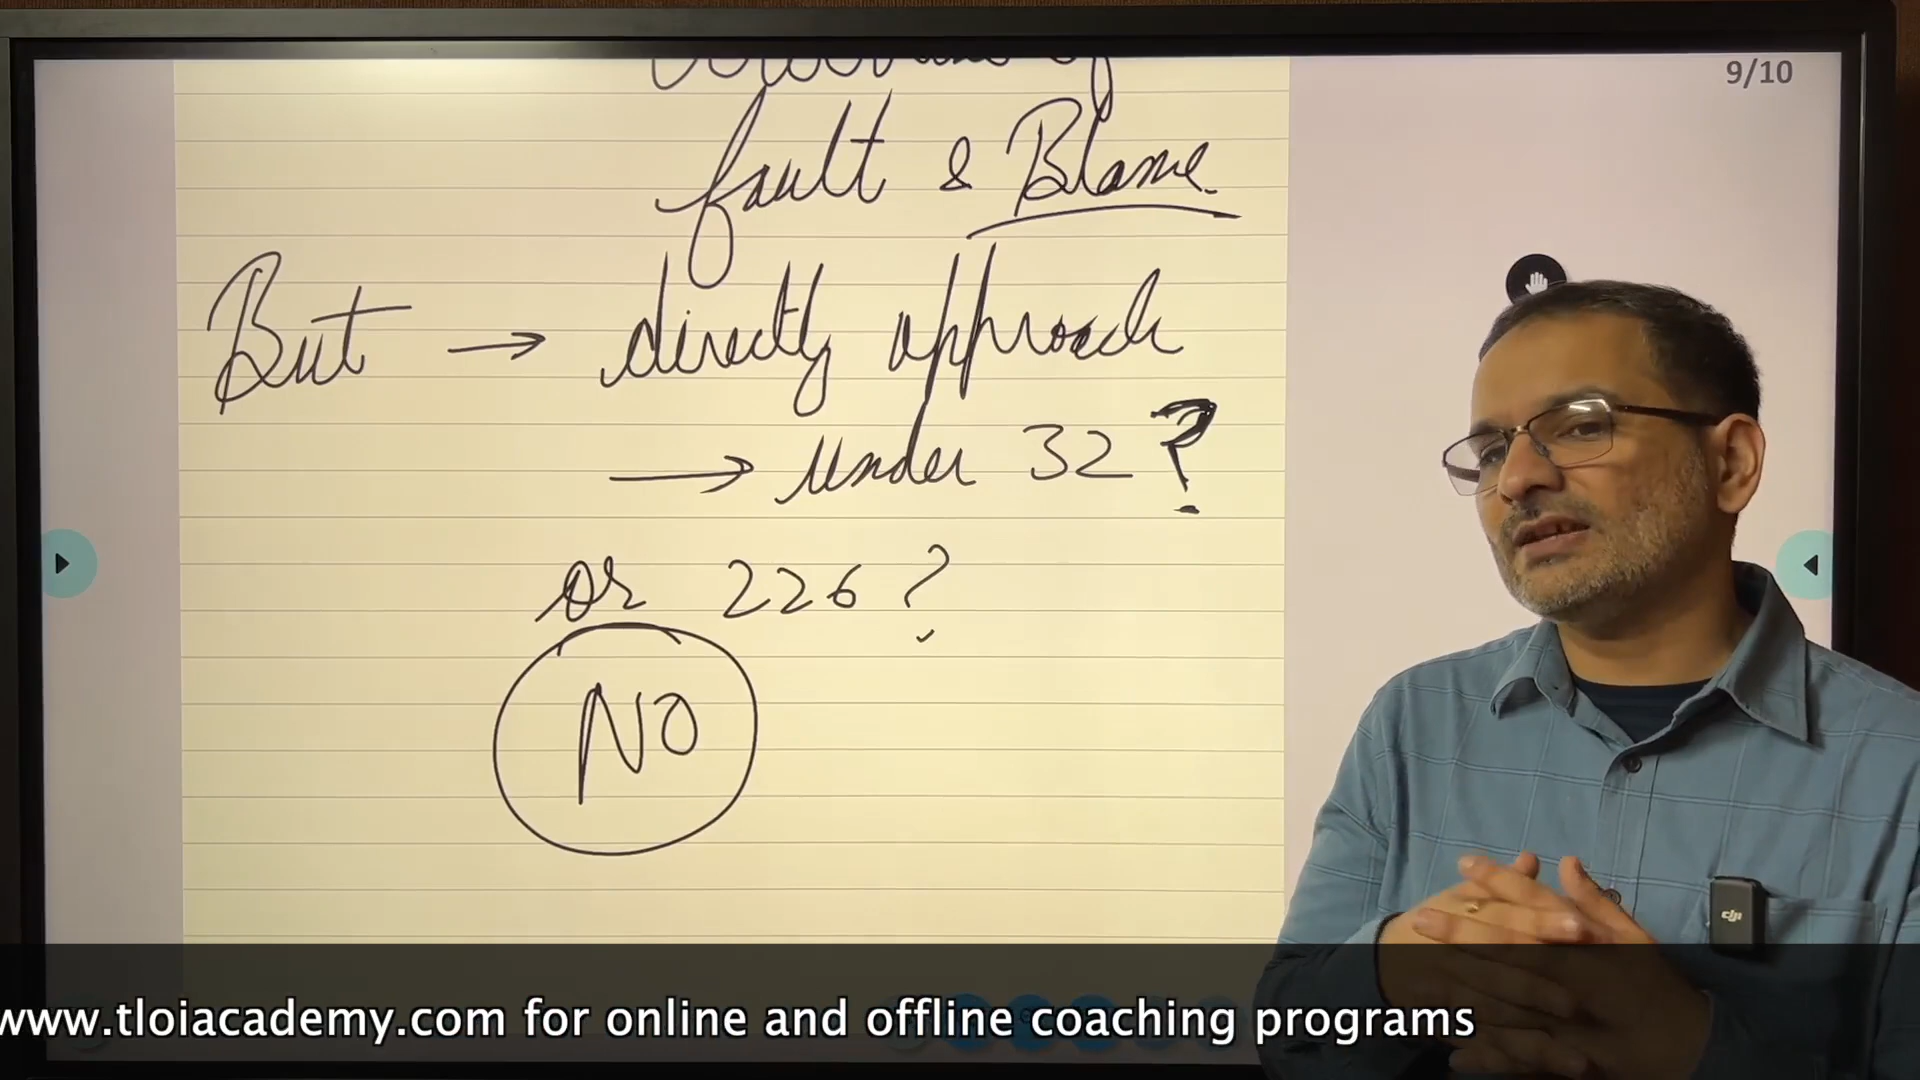 9/10
fault & Blame
But → directly approach
→ under 32?
or 226?
NO
dji
www.tloiacademy.com for online and offline coaching programs